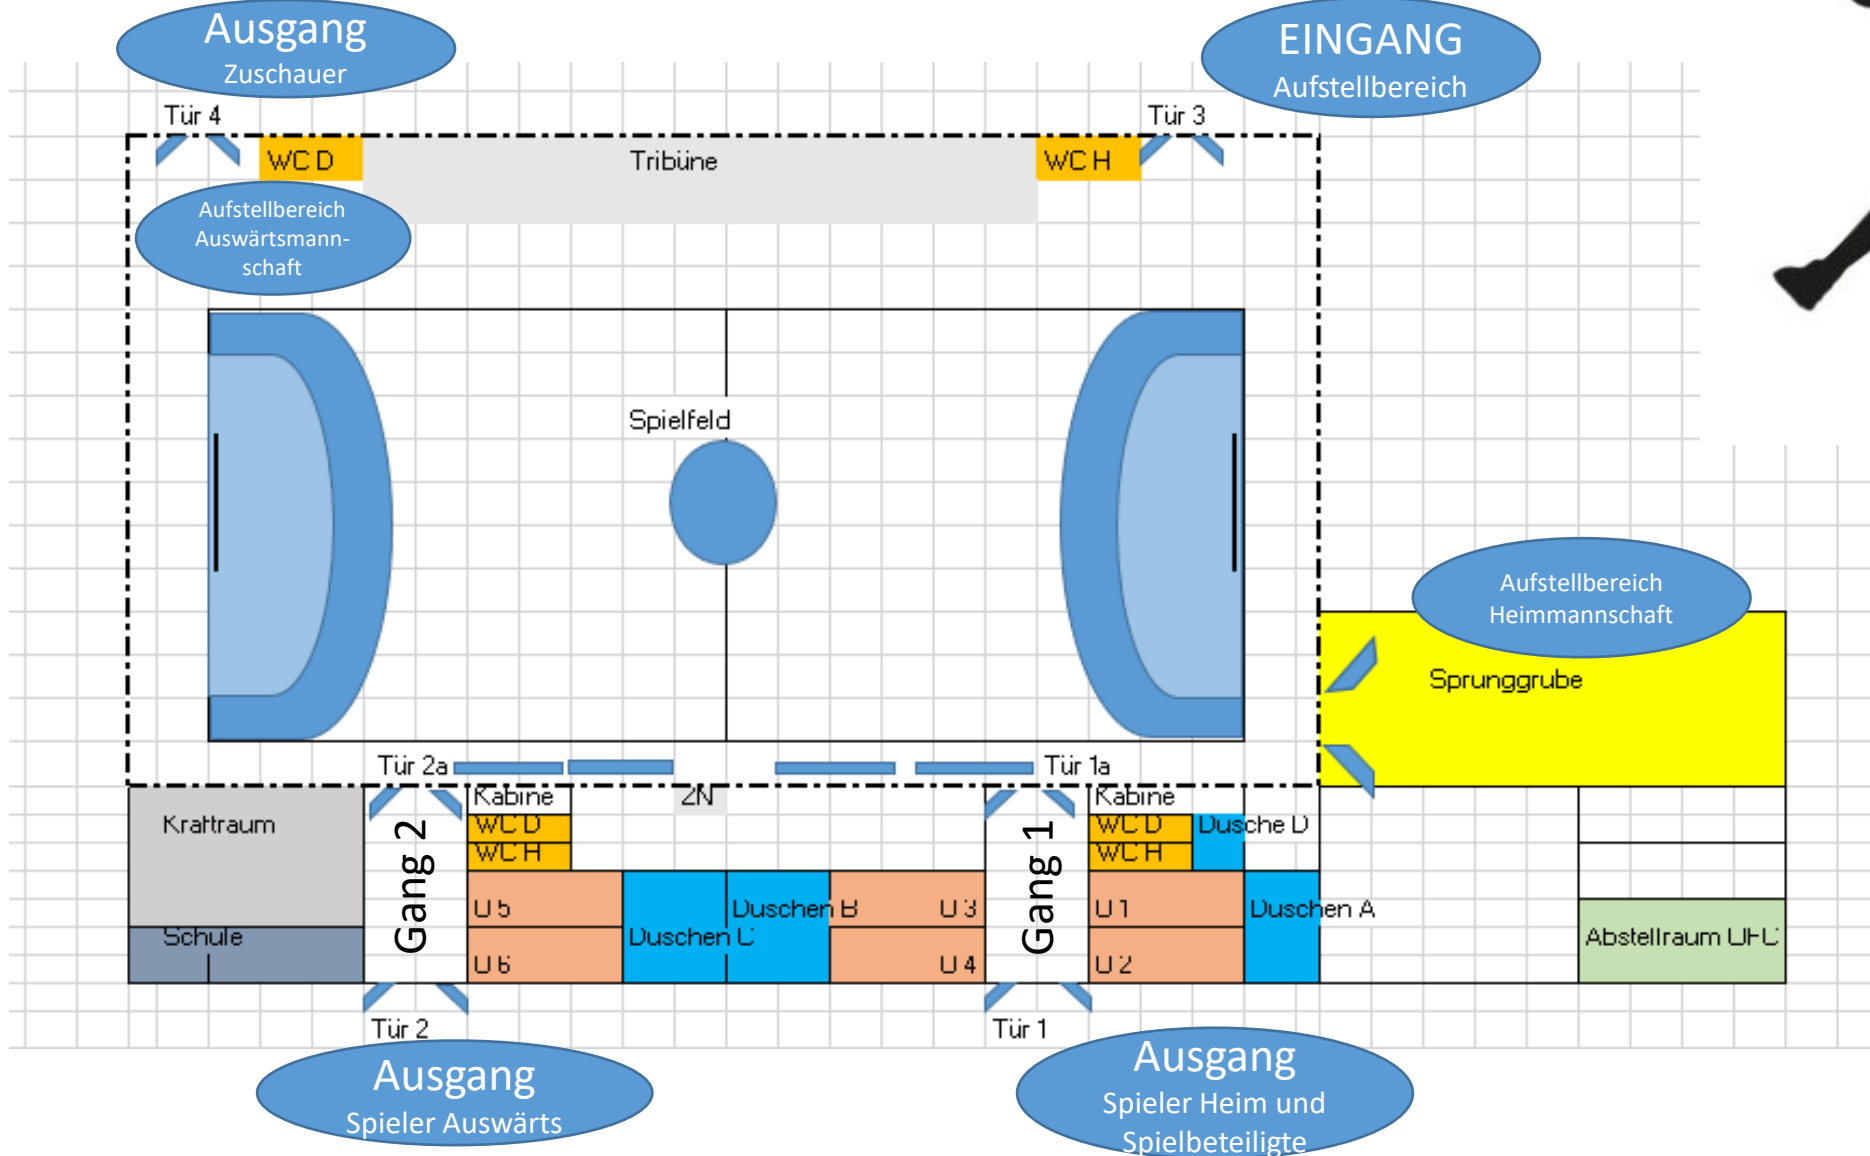 Ausgang
Zuschauer
EINGANG
Aufstellbereich
Tür 4
Tür 3
WC D
Tribüne
WC H
Aufstellbereich
Auswärtsmann-
schaft
Spielfeld
Aufstellbereich
Heimmannschaft
Sprunggrube
Tür 2a
Tür 1a
Kabine
ZN
Kabine
Kraftraum
Gang 2
WC D
WC H
Gang 1
WC D
Dusche D
WC H
U 5
Duschen B
U 3
U 1
Duschen A
Schule
Duschen C
Abstellraum UFC
U 6
U 4
U 2
Tür 2
Tür 1
Ausgang
Spieler Auswärts
Ausgang
Spieler Heim und
Spielbeteiligte